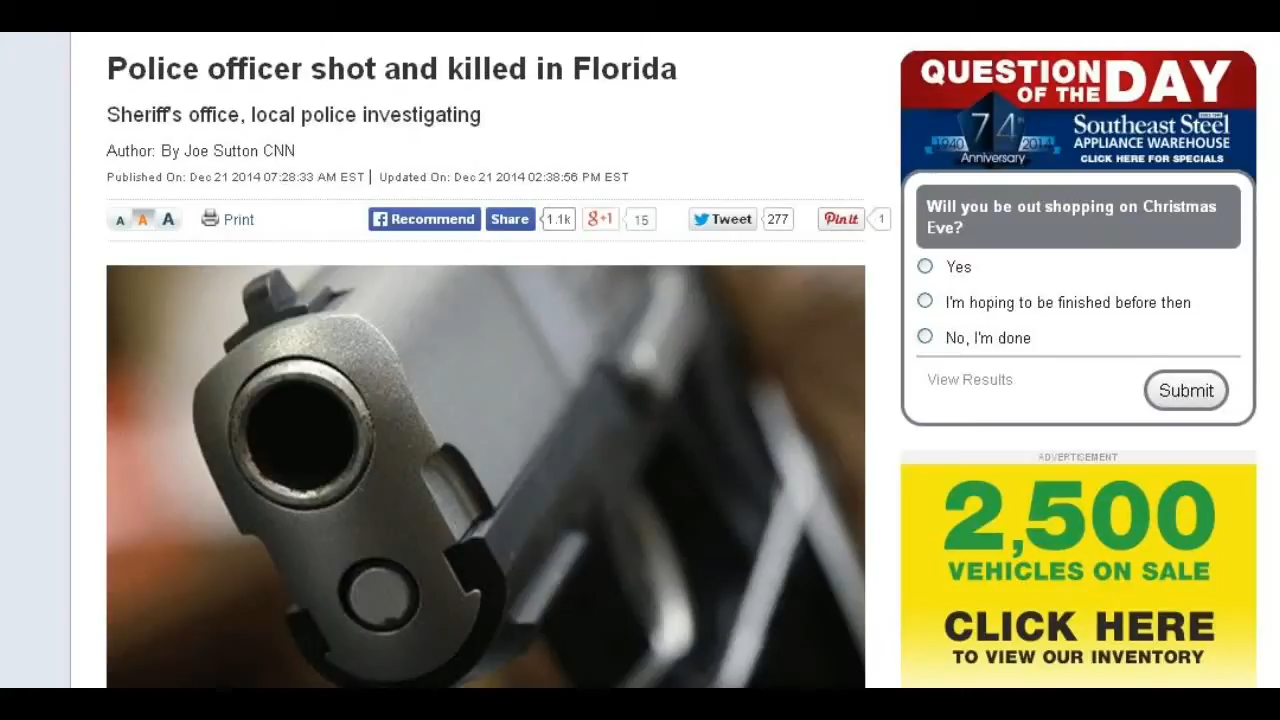 Police officer shot and killed in Florida
Sheriff's office, local police investigating
Author: By Joe Sutton CNN
Published On: Dec 21 2014 07:28:33 AM EST | Updated On: Dec 21 2014 02:38:56 PM EST
A A A Print Recommend Share 1.1k g+1 15 Tweet 277 Pin it 1
QUESTION
OF THE DAY
74th
1940 2014
Anniversary
Southeast Steel
APPLIANCE WAREHOUSE
CLICK HERE FOR SPECIALS
Will you be out shopping on Christmas
Eve?
Yes
I'm hoping to be finished before then
No, I'm done
View Results
Submit
ADVERTISEMENT
2,500
VEHICLES ON SALE
CLICK HERE
TO VIEW OUR INVENTORY